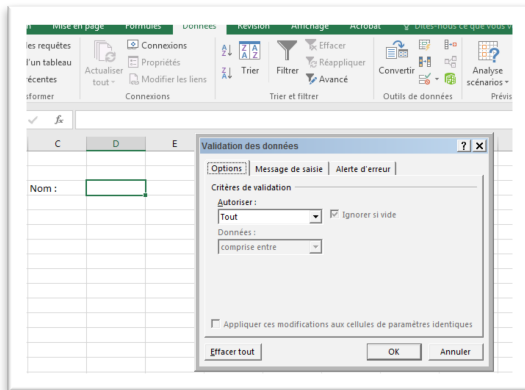 Mise en page Formules Données Révision Affichage Acrobat Dites-nous ce que vous v
les requêtes Connexions Effacer
d'un tableau Propriétés Réappliquer
récentes Actualiser tout Modifier les liens Trier Filtrer Avancé Convertir Analyse scénarios
sformer Connexions Trier et filtrer Outils de données Prévis
fx
C D E
Validation des données ? X
Options Message de saisie Alerte d'erreur
Nom :
Critères de validation
Autoriser :
Tout Ignorer si vide
Données :
comprise entre
Appliquer ces modifications aux cellules de paramètres identiques
Effacer tout OK Annuler